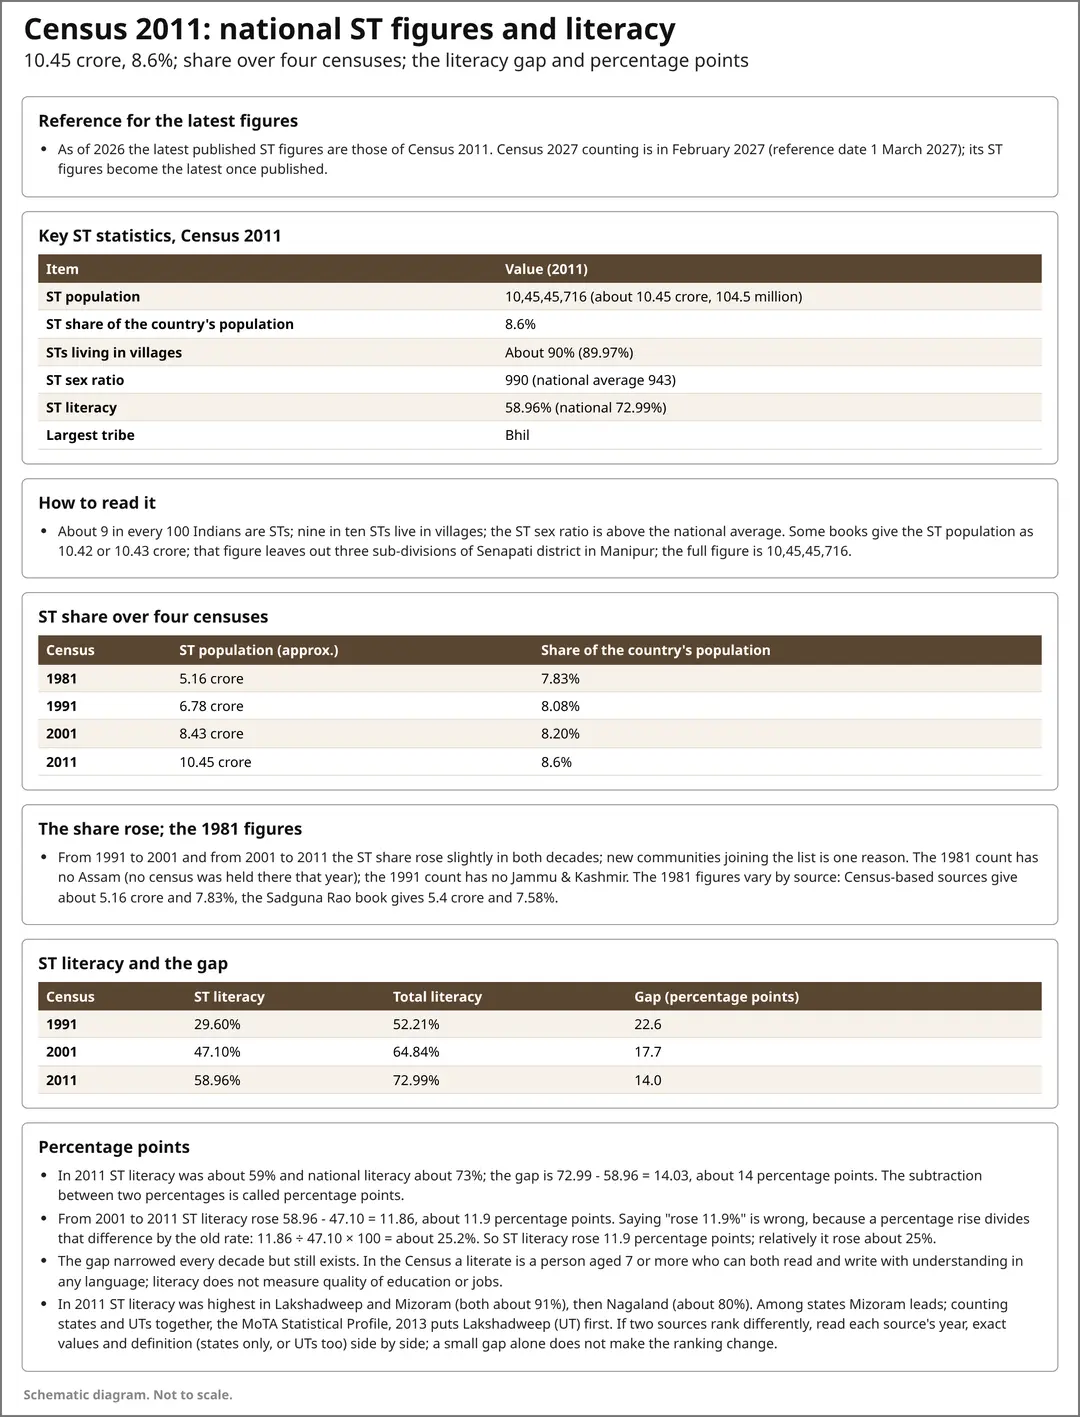 Census 2011: national ST figures and literacy
10.45 crore, 8.6%; share over four censuses; the literacy gap and percentage points
Reference for the latest figures
• As of 2026 the latest published ST figures are those of Census 2011. Census 2027 counting is in February 2027 (reference date 1 March 2027); its ST
figures become the latest once published.
Key ST statistics, Census 2011
Item Value (2011)
ST population 10,45,45,716 (about 10.45 crore, 104.5 million)
ST share of the country's population 8.6%
STs living in villages About 90% (89.97%)
ST sex ratio 990 (national average 943)
ST literacy 58.96% (national 72.99%)
Largest tribe Bhil
How to read it
• About 9 in every 100 Indians are STs; nine in ten STs live in villages; the ST sex ratio is above the national average. Some books give the ST population as
10.42 or 10.43 crore; that figure leaves out three sub-divisions of Senapati district in Manipur; the full figure is 10,45,45,716.
ST share over four censuses
Census ST population (approx.) Share of the country's population
1981 5.16 crore 7.83%
1991 6.78 crore 8.08%
2001 8.43 crore 8.20%
2011 10.45 crore 8.6%
The share rose; the 1981 figures
• From 1991 to 2001 and from 2001 to 2011 the ST share rose slightly in both decades; new communities joining the list is one reason. The 1981 count has
no Assam (no census was held there that year); the 1991 count has no Jammu & Kashmir. The 1981 figures vary by source: Census-based sources give
about 5.16 crore and 7.83%, the Sadguna Rao book gives 5.4 crore and 7.58%.
ST literacy and the gap
Census ST literacy Total literacy Gap (percentage points)
1991 29.60% 52.21% 22.6
2001 47.10% 64.84% 17.7
2011 58.96% 72.99% 14.0
Percentage points
• In 2011 ST literacy was about 59% and national literacy about 73%; the gap is 72.99 - 58.96 = 14.03, about 14 percentage points. The subtraction
between two percentages is called percentage points.
• From 2001 to 2011 ST literacy rose 58.96 - 47.10 = 11.86, about 11.9 percentage points. Saying "rose 11.9%" is wrong, because a percentage rise divides
that difference by the old rate: 11.86 ÷ 47.10 × 100 = about 25.2%. So ST literacy rose 11.9 percentage points; relatively it rose about 25%.
• The gap narrowed every decade but still exists. In the Census a literate is a person aged 7 or more who can both read and write with understanding in
any language; literacy does not measure quality of education or jobs.
• In 2011 ST literacy was highest in Lakshadweep and Mizoram (both about 91%), then Nagaland (about 80%). Among states Mizoram leads; counting
states and UTs together, the MoTA Statistical Profile, 2013 puts Lakshadweep (UT) first. If two sources rank differently, read each source's year, exact
values and definition (states only, or UTs too) side by side; a small gap alone does not make the ranking change.
Schematic diagram. Not to scale.